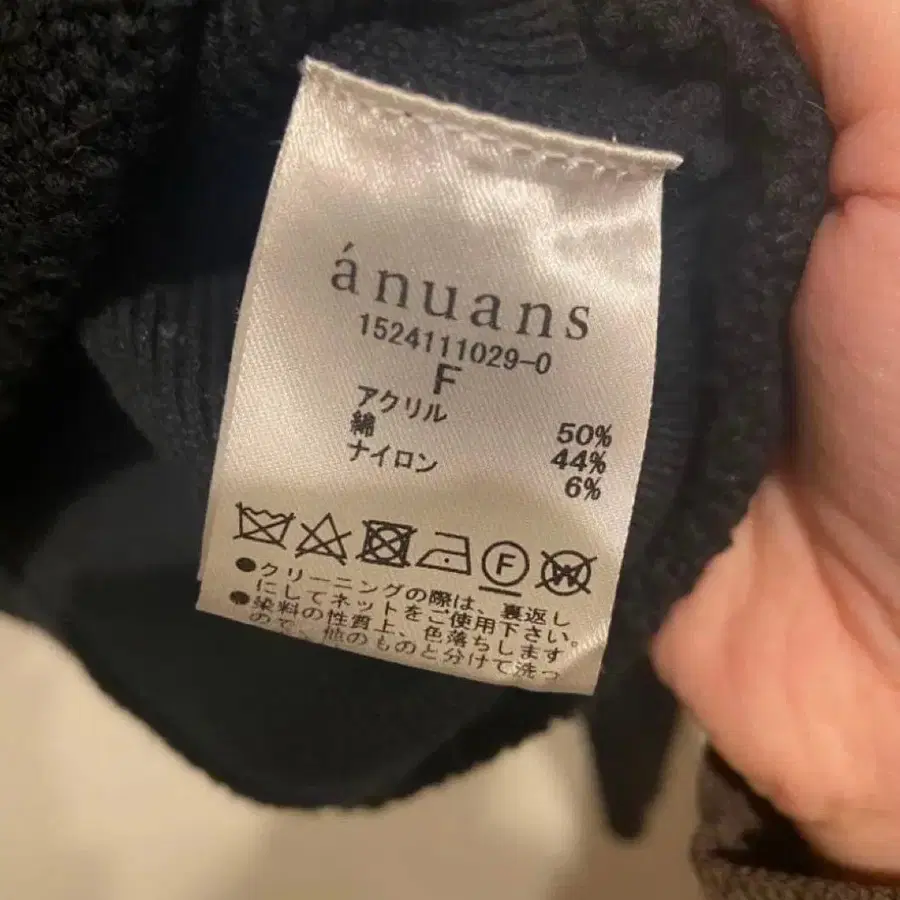 ánuans
1524111029-0
F
アクリル 50%
綿 44%
ナイロン 6%
F W
●クリーニングの際は、裏返し
にしてネットをご使用下さい。
●染料の性質上、色落ちします
ので、他のものと分けて洗っ